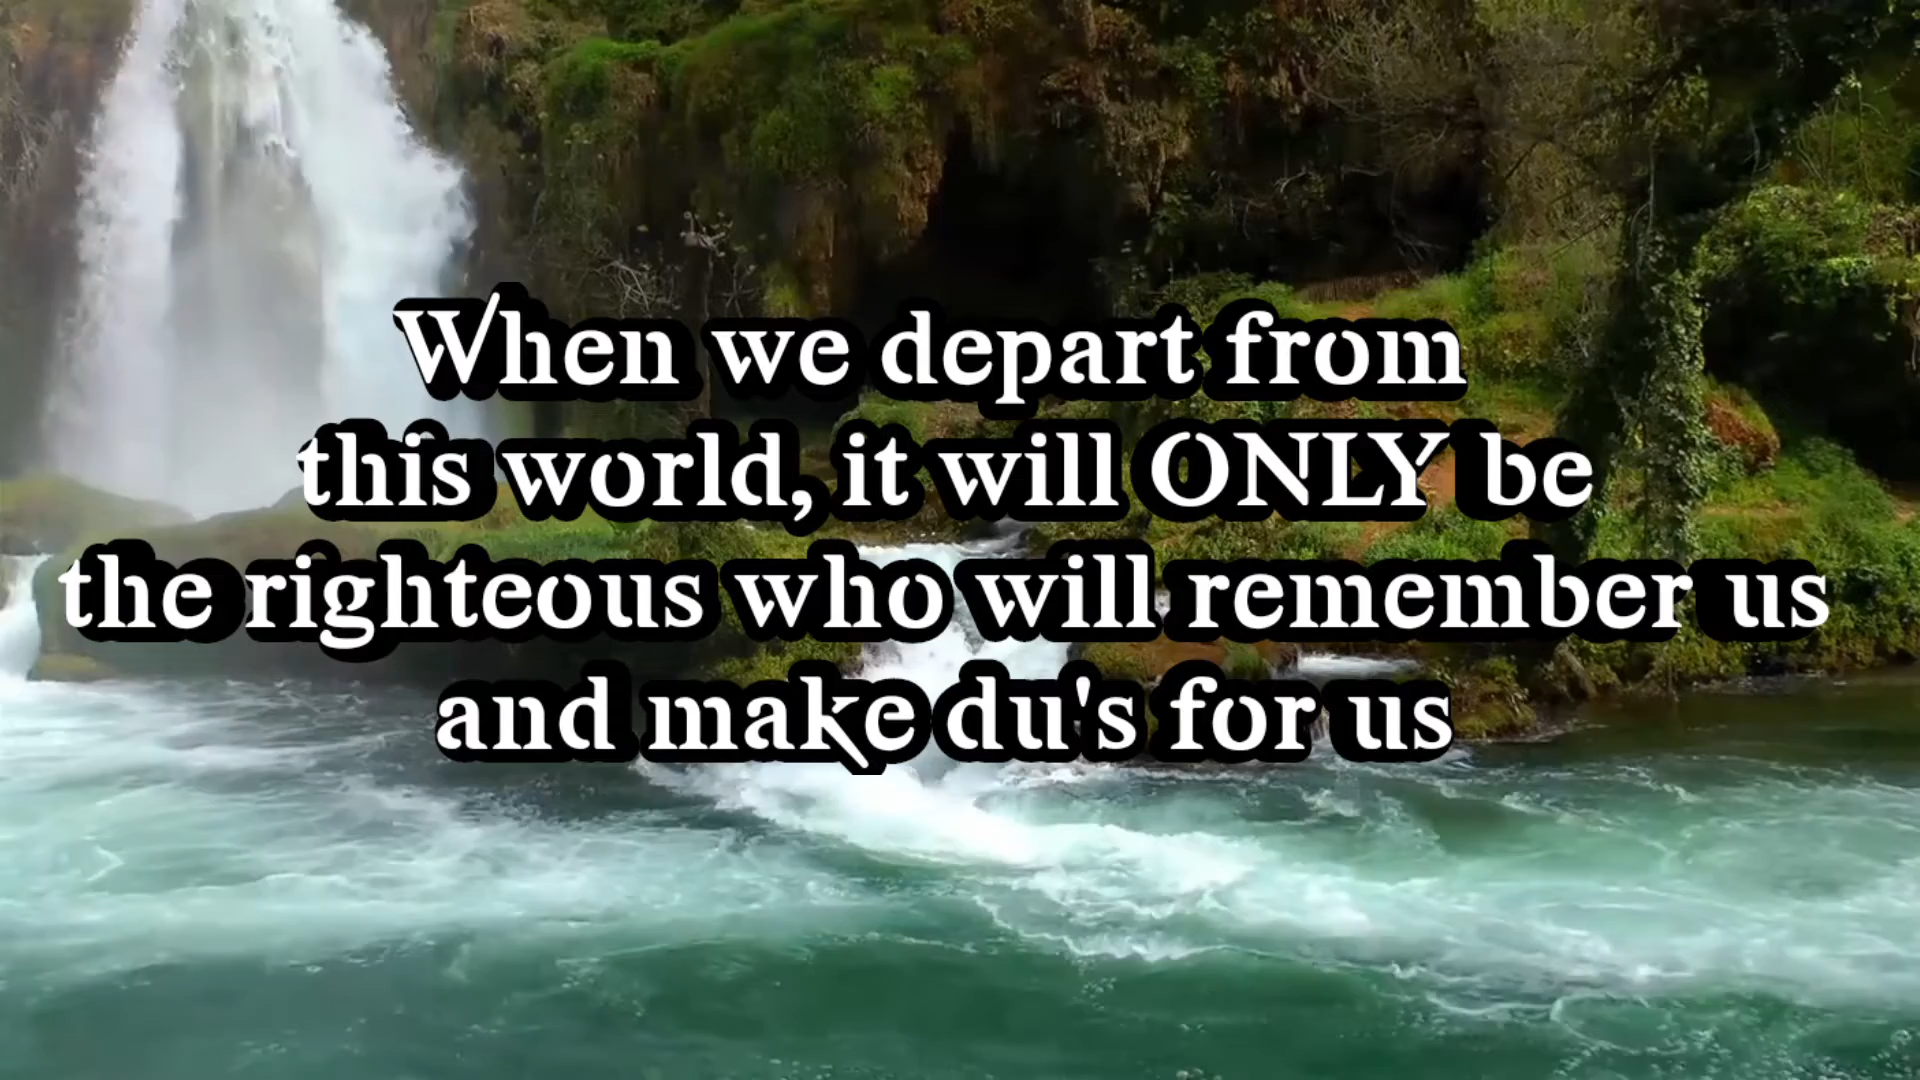 When we depart from
this world, it will ONLY be
the righteous who will remember us
and make du's for us